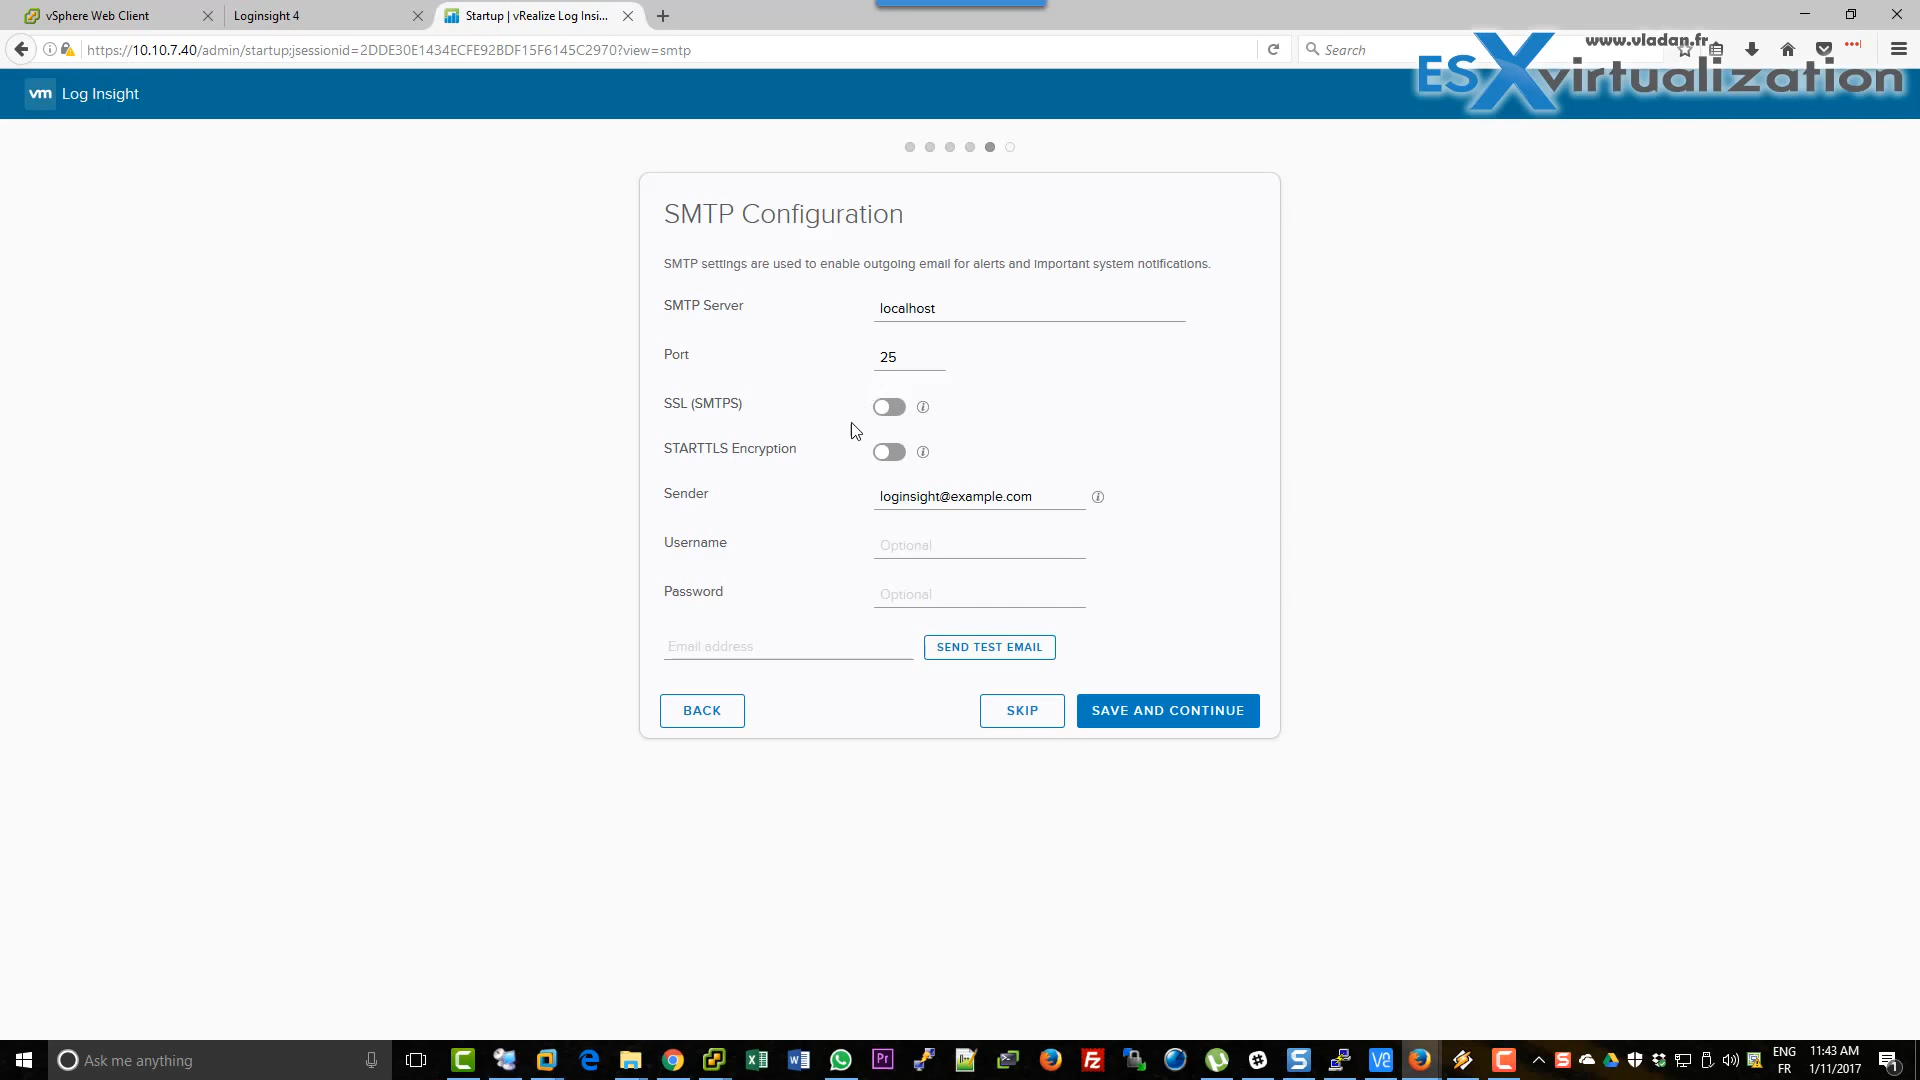 vSphere Web Client
Loginsight 4
Startup | vRealize Log Insi...
https://10.10.7.40/admin/startup;jsessionid=2DDE30E1434ECFE92BDF15F6145C2970?view=smtp
Search
www.vladan.fr
ESXvirtualization
vm Log Insight
SMTP Configuration
SMTP settings are used to enable outgoing email for alerts and important system notifications.
SMTP Server localhost
Port 25
SSL (SMTPS)
STARTTLS Encryption
Sender loginsight@example.com
Username Optional
Password Optional
Email address SEND TEST EMAIL
BACK SKIP SAVE AND CONTINUE
Ask me anything
ENG
FR
11:43 AM
1/11/2017